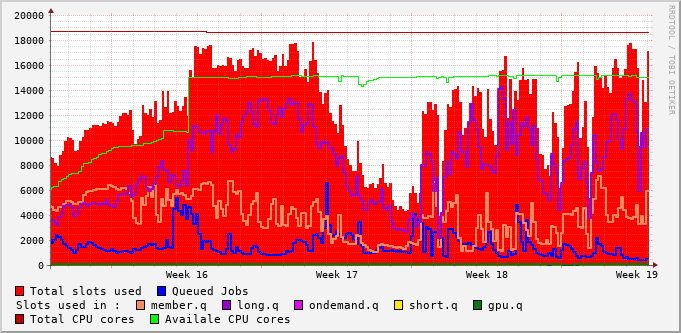 20000
18000
16000
14000
12000
10000
8000
6000
4000
2000
0
Week 16 Week 17 Week 18 Week 19
RRDTOOL / TOBI OETIKER
Total slots used Queued Jobs
Slots used in : member.q long.q ondemand.q short.q gpu.q
Total CPU cores Availale CPU cores